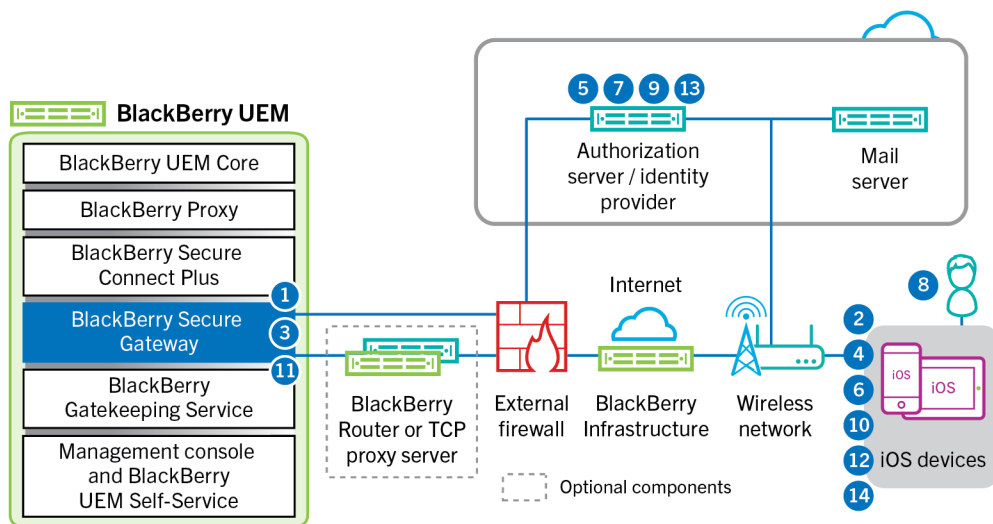 BlackBerry UEM
BlackBerry UEM Core
BlackBerry Proxy
BlackBerry Secure
Connect Plus
BlackBerry Secure
Gateway
BlackBerry
Gatekeeping Service
Management console
and BlackBerry
UEM Self-Service
1
3
11
BlackBerry
Router or TCP
proxy server
External
firewall
Optional components
5 7 9 13
Authorization
server / identity
provider
Mail
server
Internet
BlackBerry
Infrastructure
Wireless
network
8
2
4
6
10
12
14
iOS
iOS
iOS devices